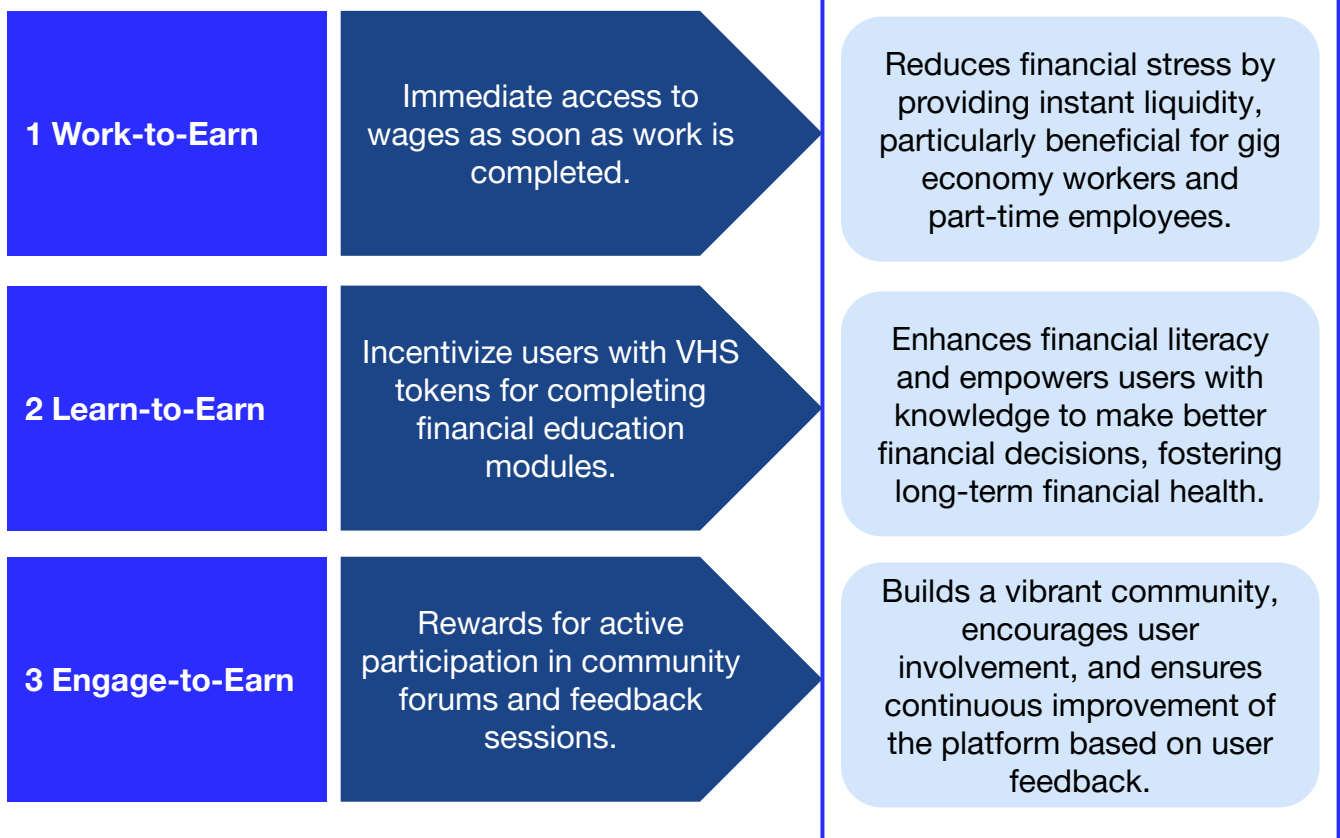 1 Work-to-Earn
Immediate access to
wages as soon as work is
completed.
Reduces financial stress by
providing instant liquidity,
particularly beneficial for gig
economy workers and
part-time employees.
2 Learn-to-Earn
Incentivize users with VHS
tokens for completing
financial education
modules.
Enhances financial literacy
and empowers users with
knowledge to make better
financial decisions, fostering
long-term financial health.
3 Engage-to-Earn
Rewards for active
participation in community
forums and feedback
sessions.
Builds a vibrant community,
encourages user
involvement, and ensures
continuous improvement of
the platform based on user
feedback.